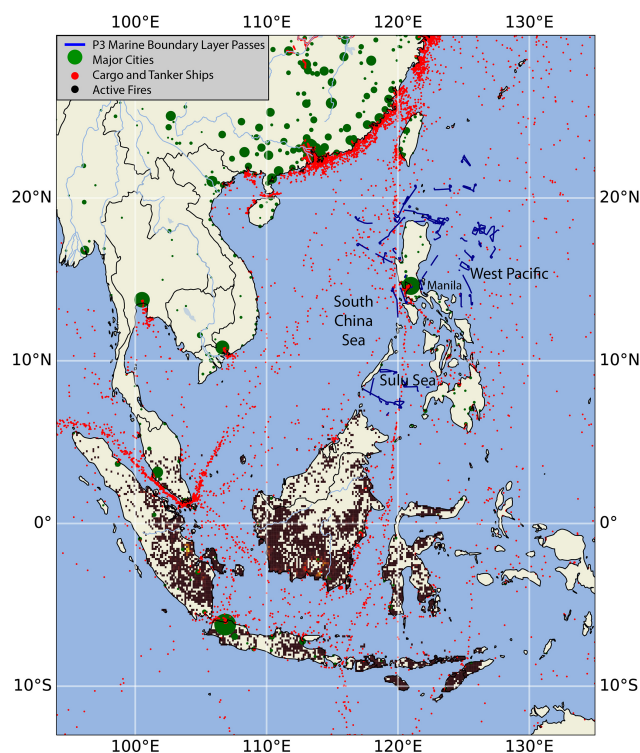 100°E 110°E 120°E 130°E
P3 Marine Boundary Layer Passes
Major Cities
Cargo and Tanker Ships
Active Fires
20°N 20°N
West Pacific
Manila
South
China
Sea
10°N 10°N
Sulu Sea
0° 0°
10°S 10°S
100°E 110°E 120°E 130°E